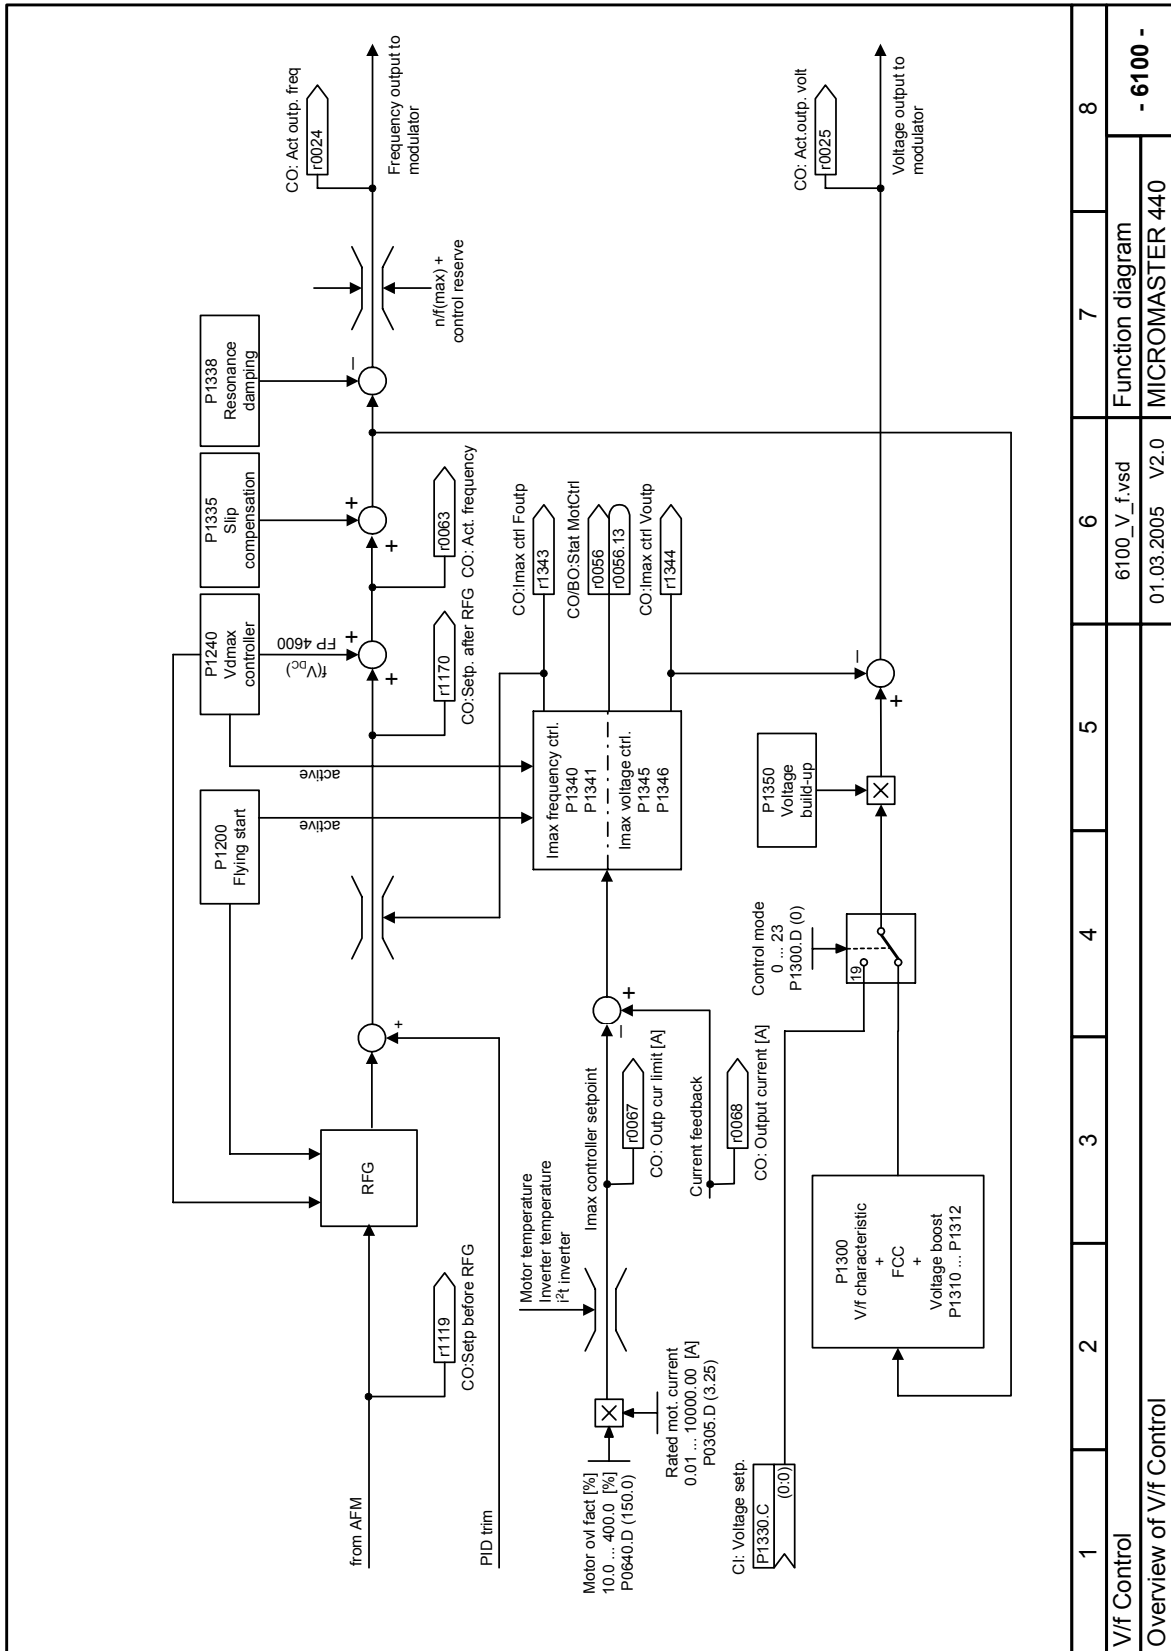 from AFM
PID trim
r1119
CO:Setp before RFG
RFG
P1200
Flying start
P1240
Vdmax
controller
P1335
Slip
compensation
P1338
Resonance
damping
active
active
f(VDC)
FP 4600
+
+
+
+
+
–
r1170
CO:Setp. after RFG
r0063
CO: Act. frequency
n/f(max) +
control reserve
CO: Act outp. freq
r0024
Frequency output to
modulator
Motor ovl fact [%]
10.0 ... 400.0 [%]
P0640.D (150.0)
Rated mot. current
0.01 ... 10000.00 [A]
P0305.D (3.25)
Motor temperature
Inverter temperature
i²t inverter
Imax controller setpoint
r0067
CO: Outp cur limit [A]
–
+
Current feedback
r0068
CO: Output current [A]
Imax frequency ctrl.
P1340
P1341
Imax voltage ctrl.
P1345
P1346
CO:Imax ctrl Foutp
r1343
CO/BO:Stat MotCtrl
r0056
r0056.13
CO:Imax ctrl Voutp
r1344
CI: Voltage setp.
P1330.C
(0:0)
P1300
V/f characteristic
+
FCC
+
Voltage boost
P1310 ... P1312
Control mode
0 ... 23
P1300.D (0)
19
P1350
Voltage
build-up
+
–
CO: Act.outp. volt
r0025
Voltage output to
modulator
1 2 3 4 5 6 7 8
V/f Control
6100_V_f.vsd
Function diagram
- 6100 -
Overview of V/f Control
01.03.2005 V2.0
MICROMASTER 440